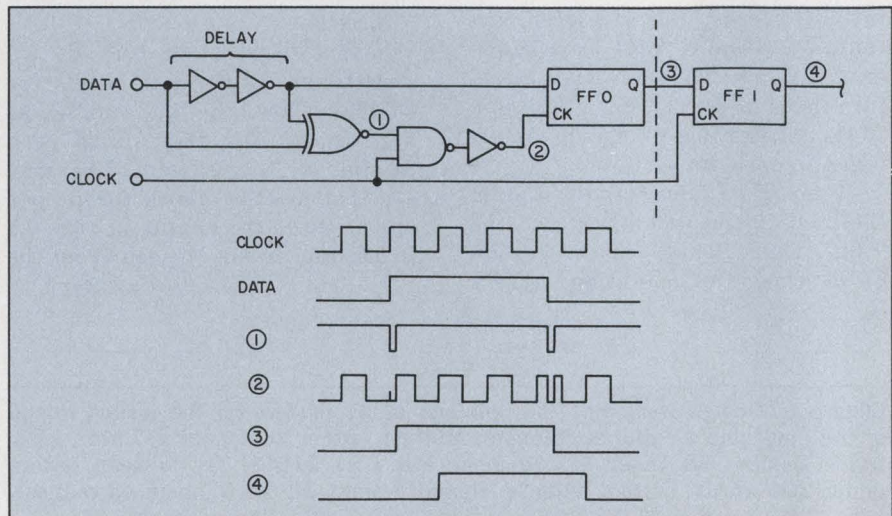 DELAY
DATA
D Q
FF 0
CK
③
D Q
FF 1
CK
④
①
②
CLOCK
CLOCK
DATA
①
②
③
④